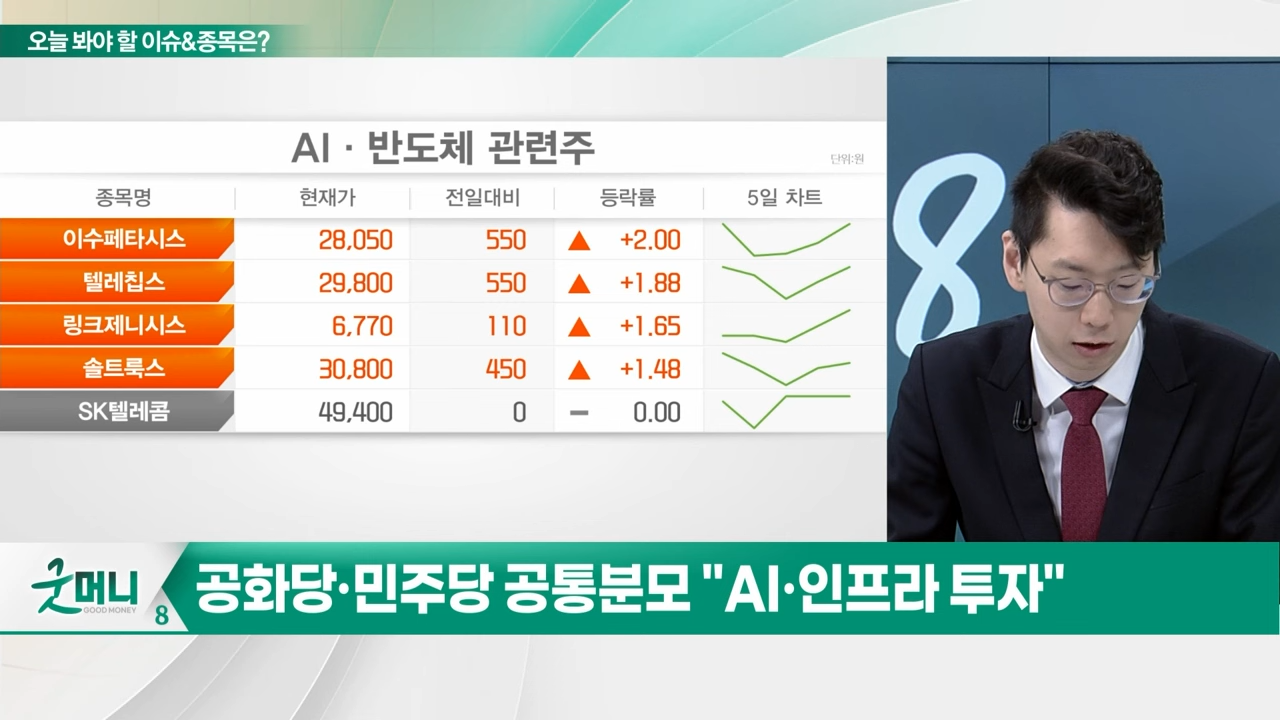 오늘 봐야 할 이슈&종목은?
AI · 반도체 관련주
단위:원
종목명 현재가 전일대비 등락률 5일 차트
이수페타시스 28,050 550 ▲ +2.00
텔레칩스 29,800 550 ▲ +1.88
링크제니시스 6,770 110 ▲ +1.65
솔트룩스 30,800 450 ▲ +1.48
SK텔레콤 49,400 0 – 0.00
8
굿머니
GOOD MONEY
8
공화당·민주당 공통분모 "AI·인프라 투자"